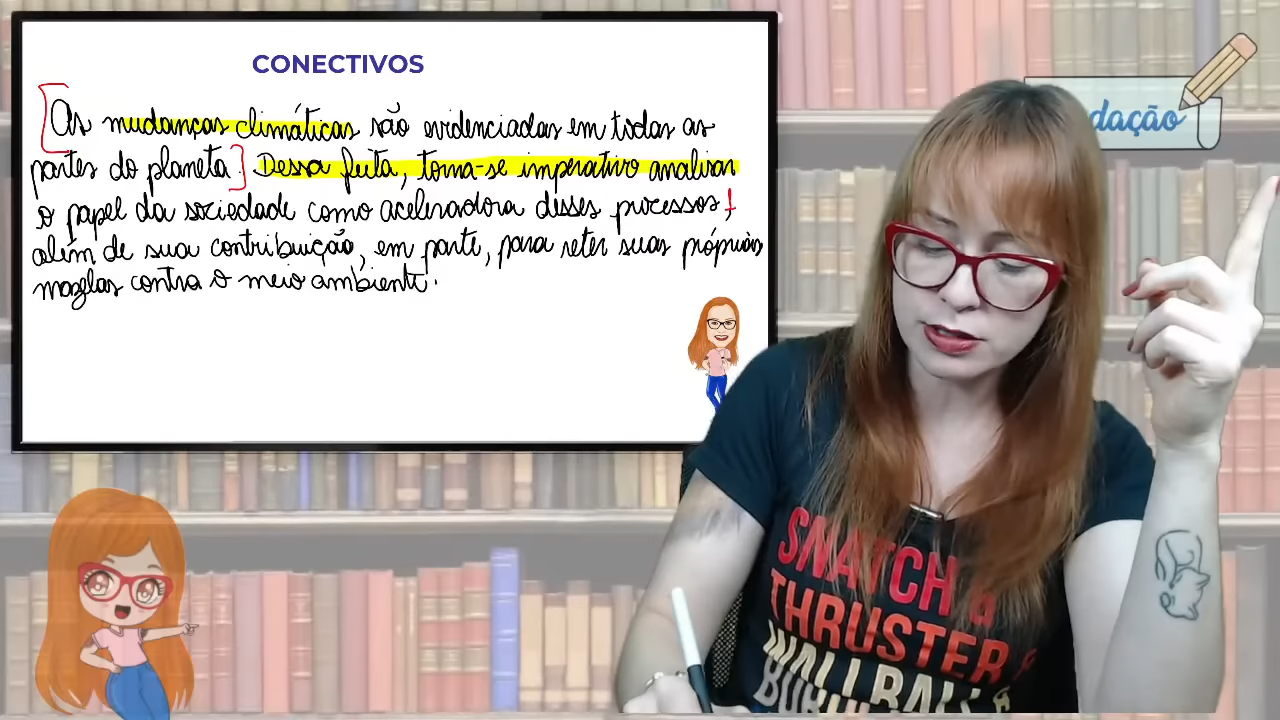 CONECTIVOS
As mudanças climáticas são evidenciadas em todas as
partes do planeta. Dessa feita, torna-se imperativo analisar
o papel da sociedade como aceleradora desses processos,
além de sua contribuição, em parte, para reter suas próprias
mazelas contra o meio ambiente.
dação
SNATCH &
THRUSTER &
WALLBALL &